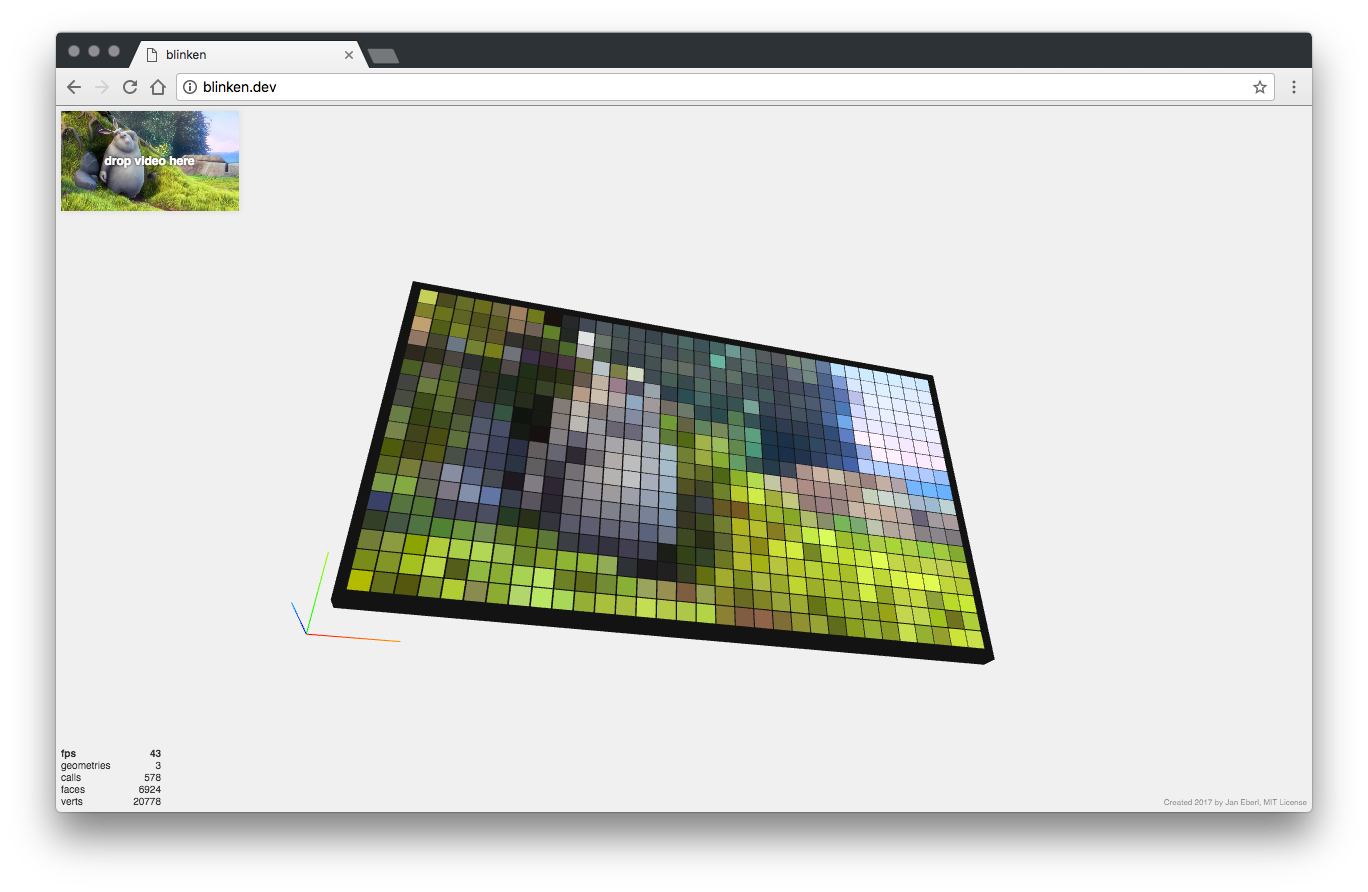 blinken
blinken.dev
drop video here
fps 43
geometries 3
calls 578
faces 6924
verts 20778
Created 2017 by Jan Eberl, MIT License